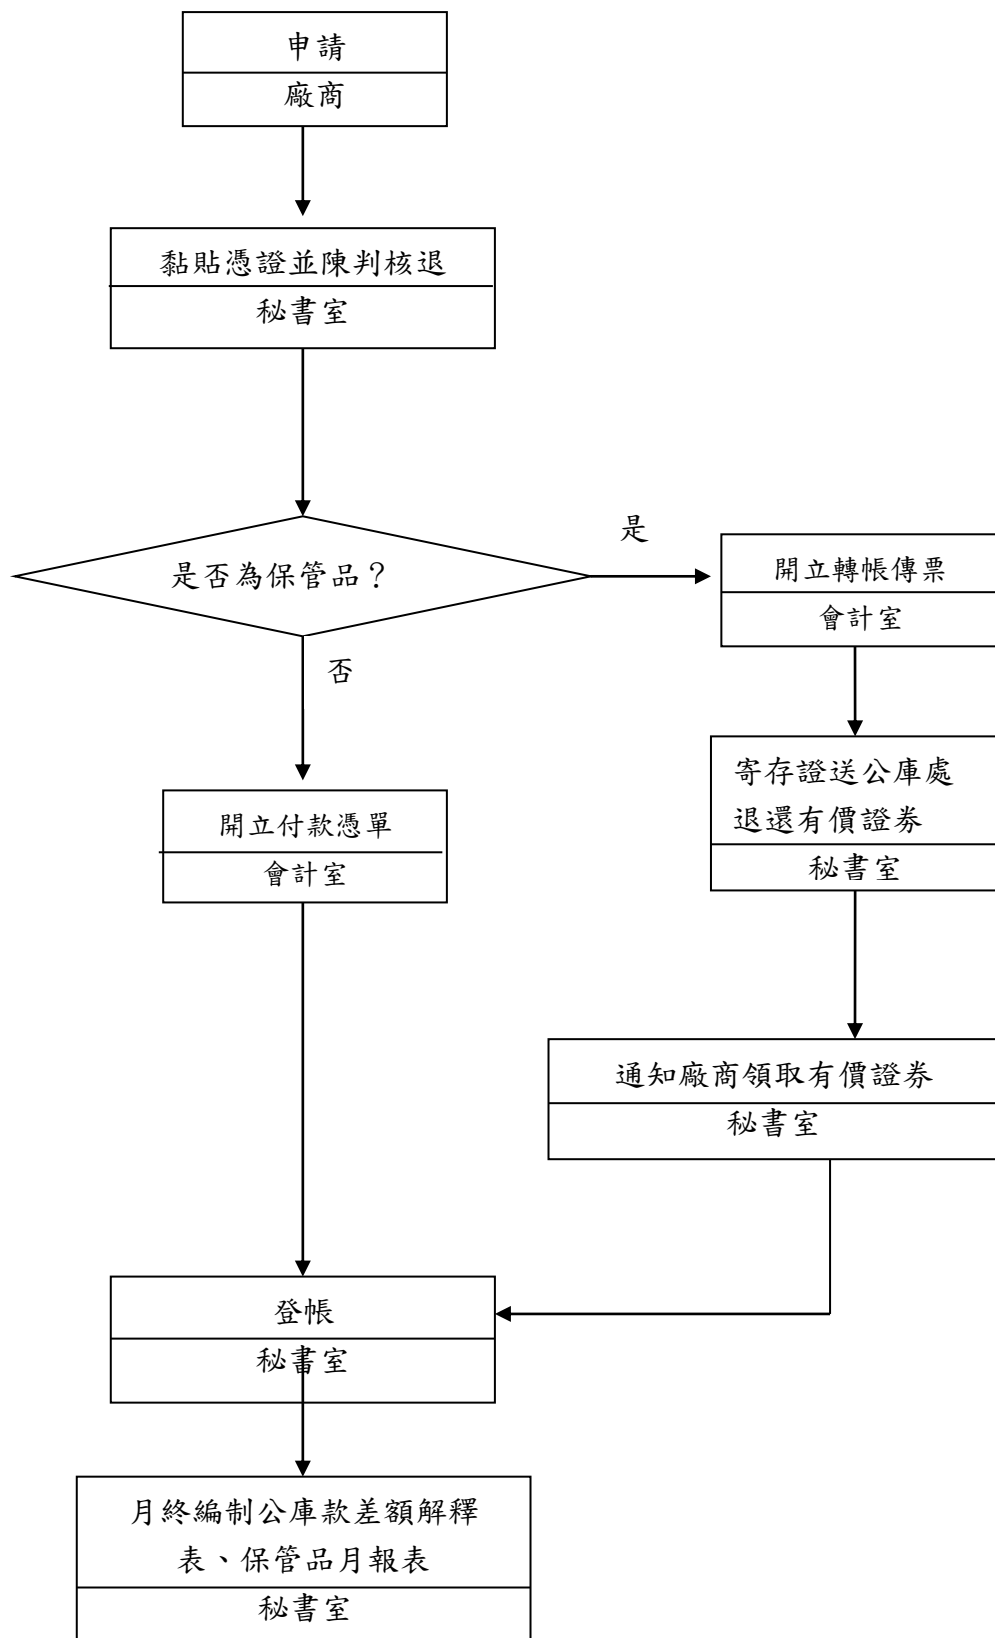 申請
廠商
黏貼憑證並陳判核退
秘書室
是否為保管品？
是
開立轉帳傳票
會計室
否
寄存證送公庫處
退還有價證券
秘書室
開立付款憑單
會計室
通知廠商領取有價證券
秘書室
登帳
秘書室
月終編制公庫款差額解釋
表、保管品月報表
秘書室